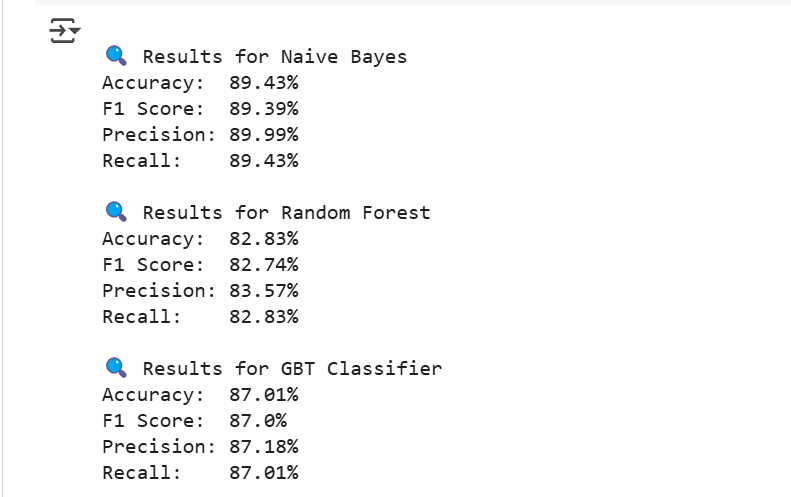 🔍 Results for Naive Bayes
Accuracy:  89.43%
F1 Score:  89.39%
Precision: 89.99%
Recall:    89.43%
🔍 Results for Random Forest
Accuracy:  82.83%
F1 Score:  82.74%
Precision: 83.57%
Recall:    82.83%
🔍 Results for GBT Classifier
Accuracy:  87.01%
F1 Score:  87.0%
Precision: 87.18%
Recall:    87.01%